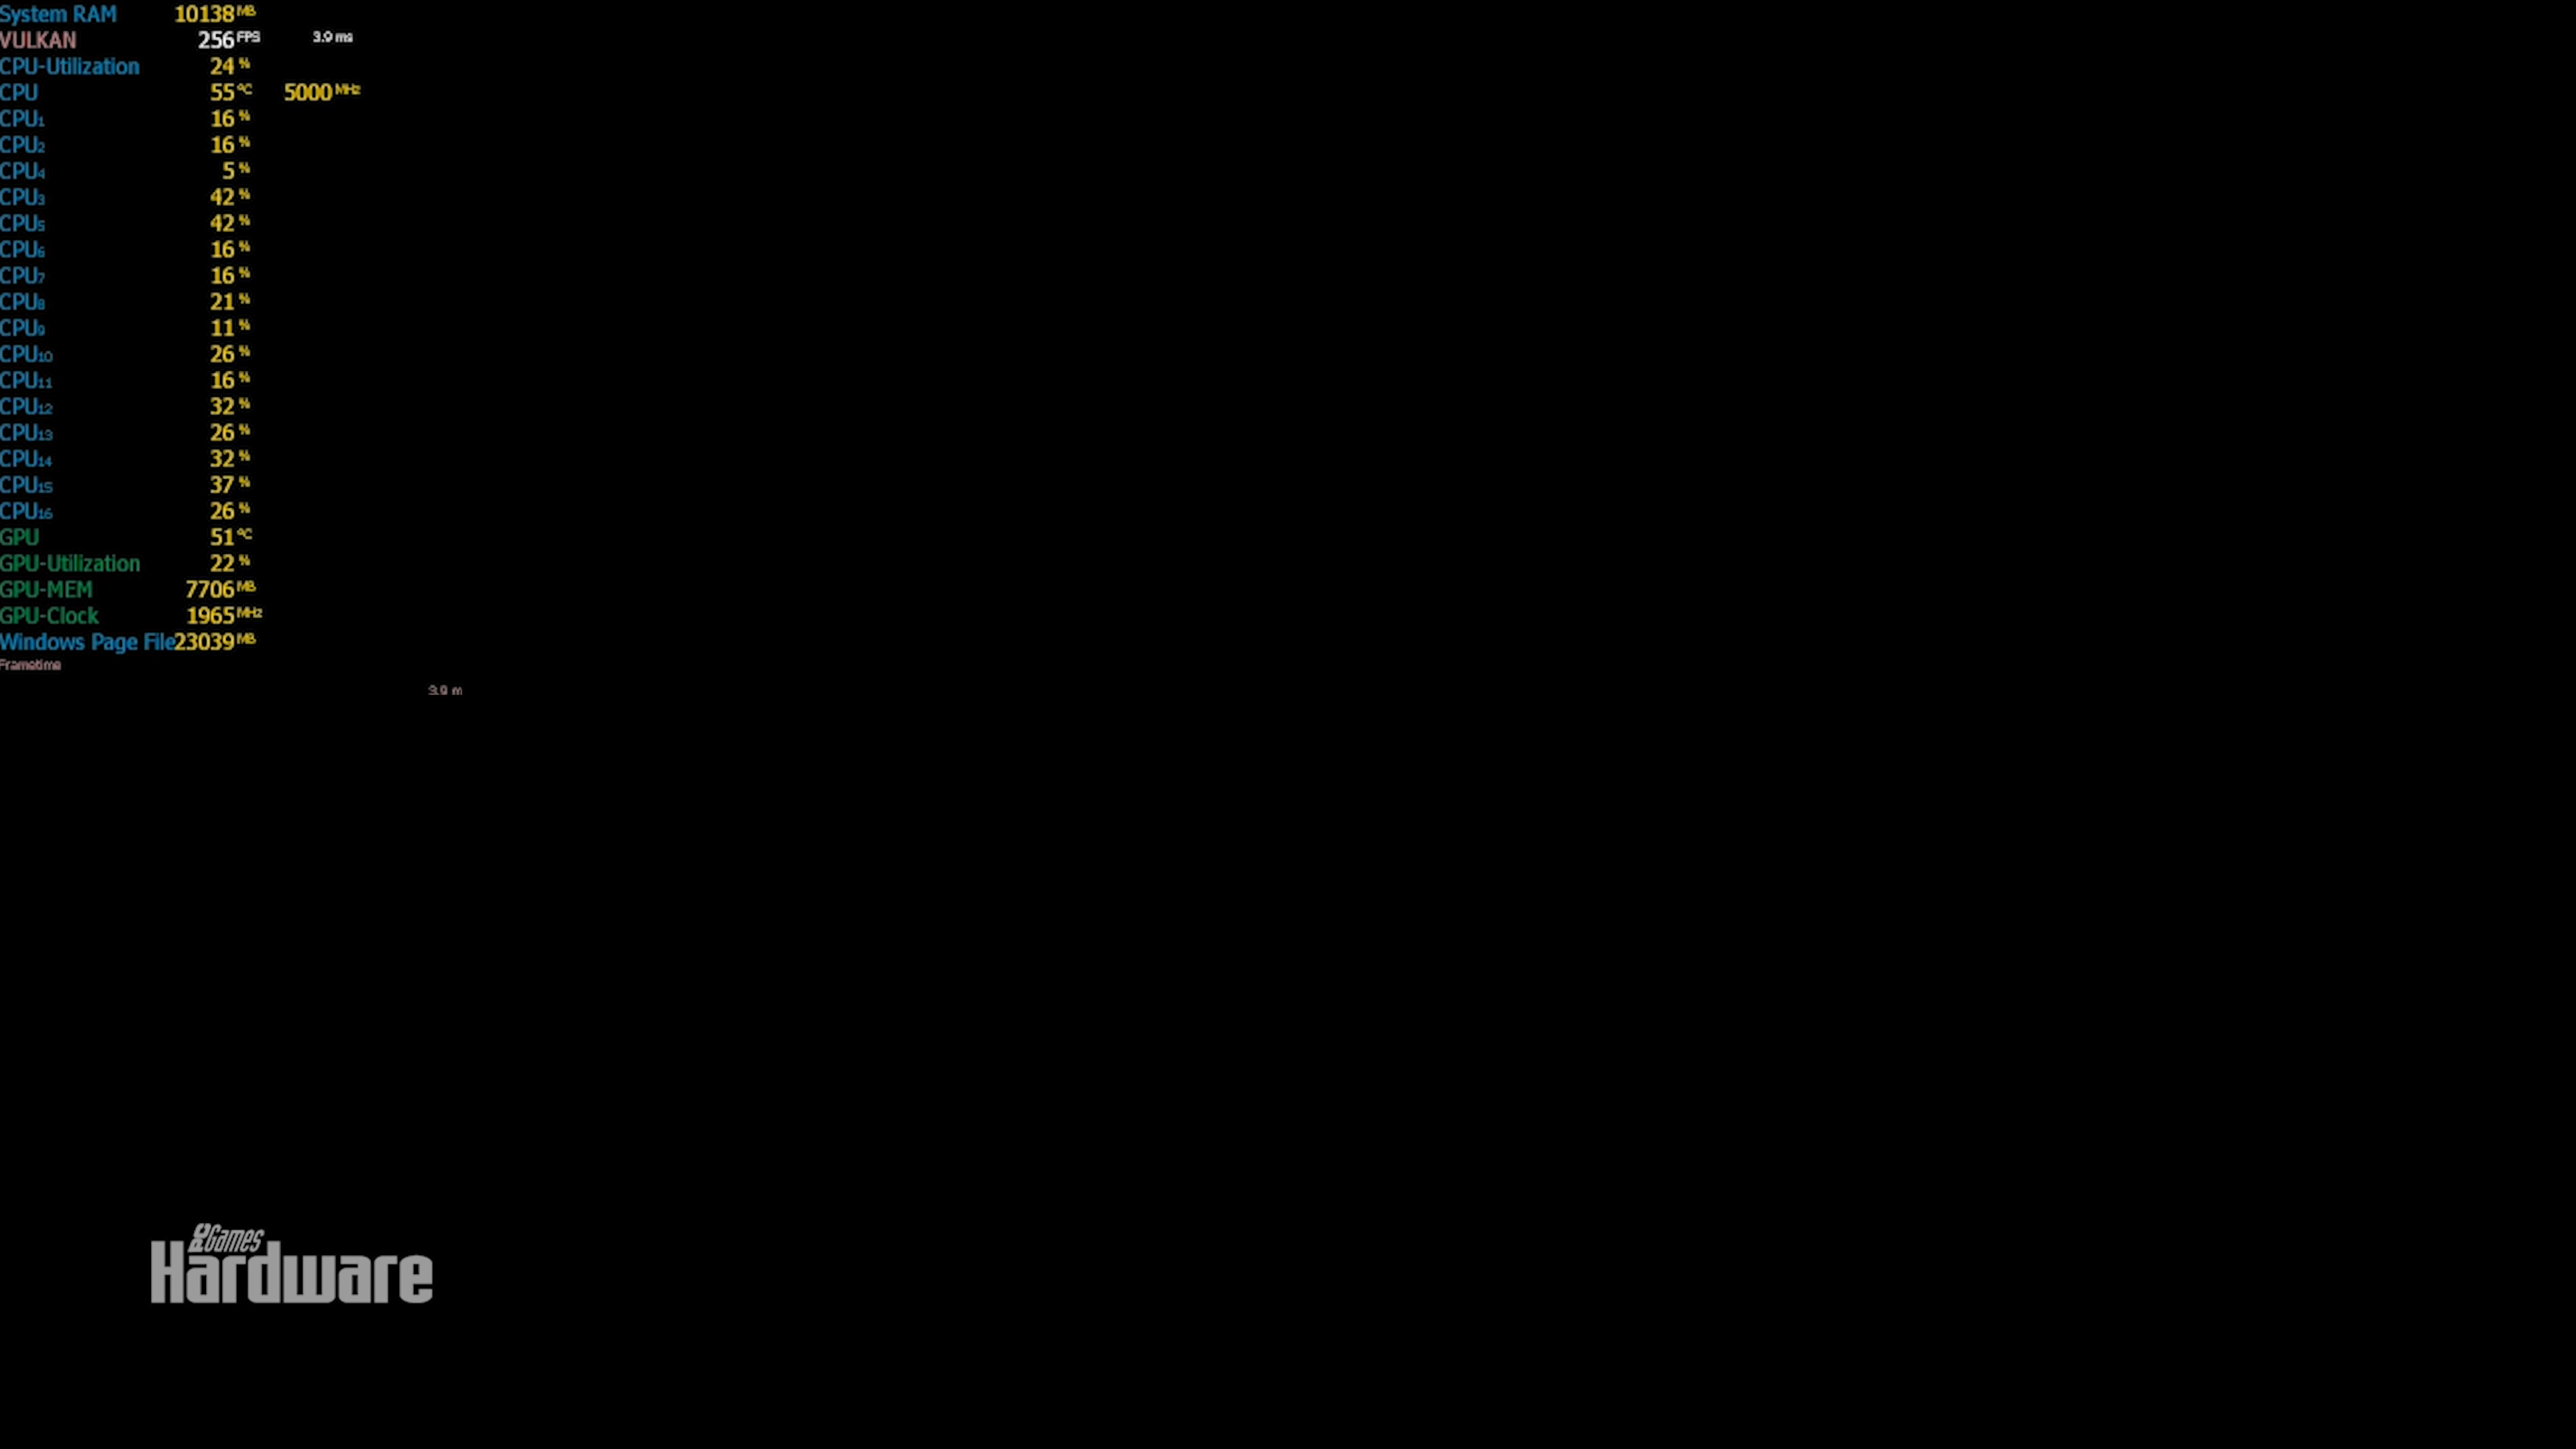 System RAM 10138 MB
VULKAN 256 FPS 3.9 ms
CPU-Utilization 24 %
CPU 55 °C 5000 MHz
CPU1 16 %
CPU2 16 %
CPU4 5 %
CPU3 42 %
CPU5 42 %
CPU6 16 %
CPU7 16 %
CPU8 21 %
CPU9 11 %
CPU10 26 %
CPU11 16 %
CPU12 32 %
CPU13 26 %
CPU14 32 %
CPU15 37 %
CPU16 26 %
GPU 51 °C
GPU-Utilization 22 %
GPU-MEM 7706 MB
GPU-Clock 1965 MHz
Windows Page File 23039 MB
Frametime
3.9 m
PC Games
Hardware